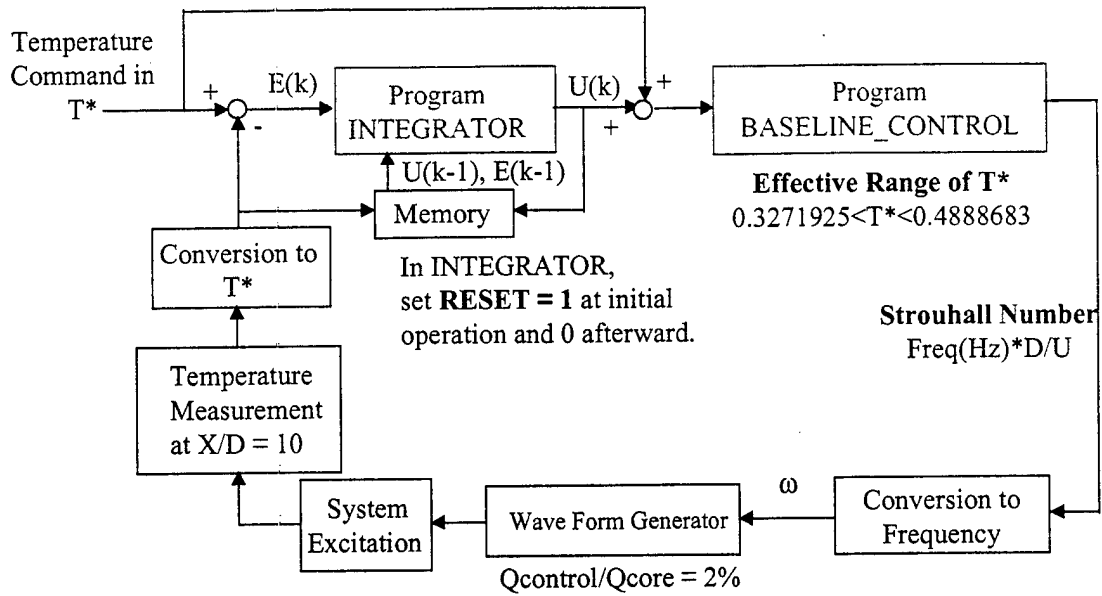 Temperature
Command in
T*
+
-
E(k)
Program
INTEGRATOR
U(k)
+
+
Program
BASELINE_CONTROL
U(k-1), E(k-1)
Memory
Effective Range of T*
0.3271925<T*<0.4888683
Conversion to
T*
In INTEGRATOR,
set RESET = 1 at initial
operation and 0 afterward.
Strouhall Number
Freq(Hz)*D/U
Temperature
Measurement
at X/D = 10
System
Excitation
Wave Form Generator
ω
Conversion to
Frequency
Qcontrol/Qcore = 2%